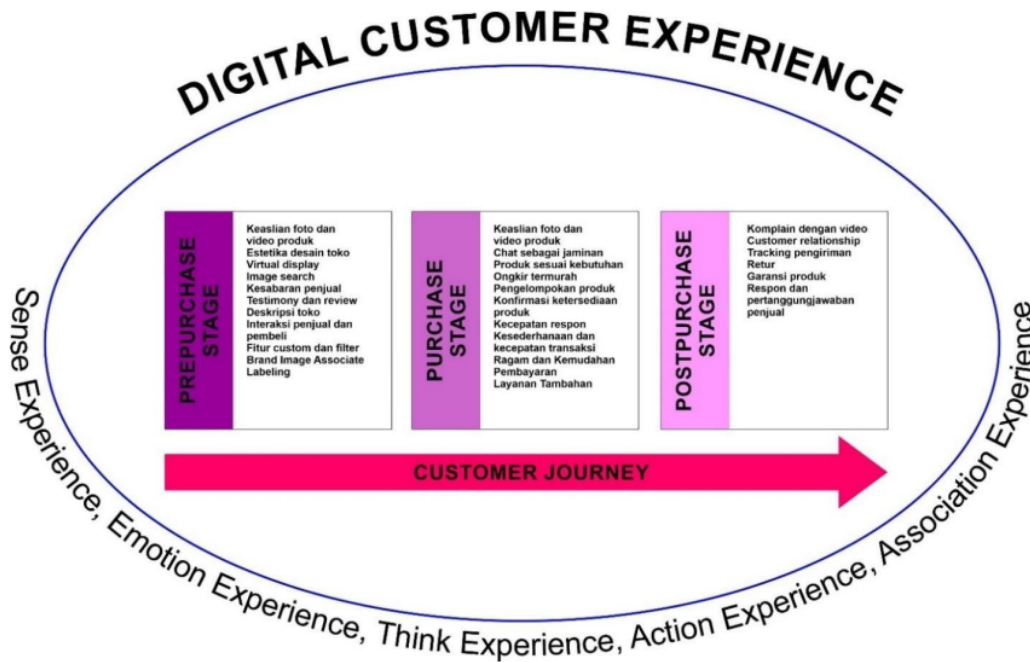 DIGITAL CUSTOMER EXPERIENCE
PREPURCHASE
STAGE
Keaslian foto dan
video produk
Estetika desain toko
Virtual display
Image search
Kesabaran penjual
Testimony dan review
Deskripsi toko
Interaksi penjual dan
pembeli
Fitur custom dan filter
Brand Image Associate
Labeling
PURCHASE
STAGE
Keaslian foto dan
video produk
Chat sebagai jaminan
Produk sesuai kebutuhan
Ongkir termurah
Pengelompokan produk
Konfirmasi ketersediaan
produk
Kecepatan respon
Kesederhanaan dan
kecepatan transaksi
Ragam dan Kemudahan
Pembayaran
Layanan Tambahan
POSTPURCHASE
STAGE
Komplain dengan video
Customer relationship
Tracking pengiriman
Retur
Garansi produk
Respon dan
pertanggungjawaban
penjual
CUSTOMER JOURNEY
Sense Experience, Emotion Experience, Think Experience, Action Experience, Association Experience